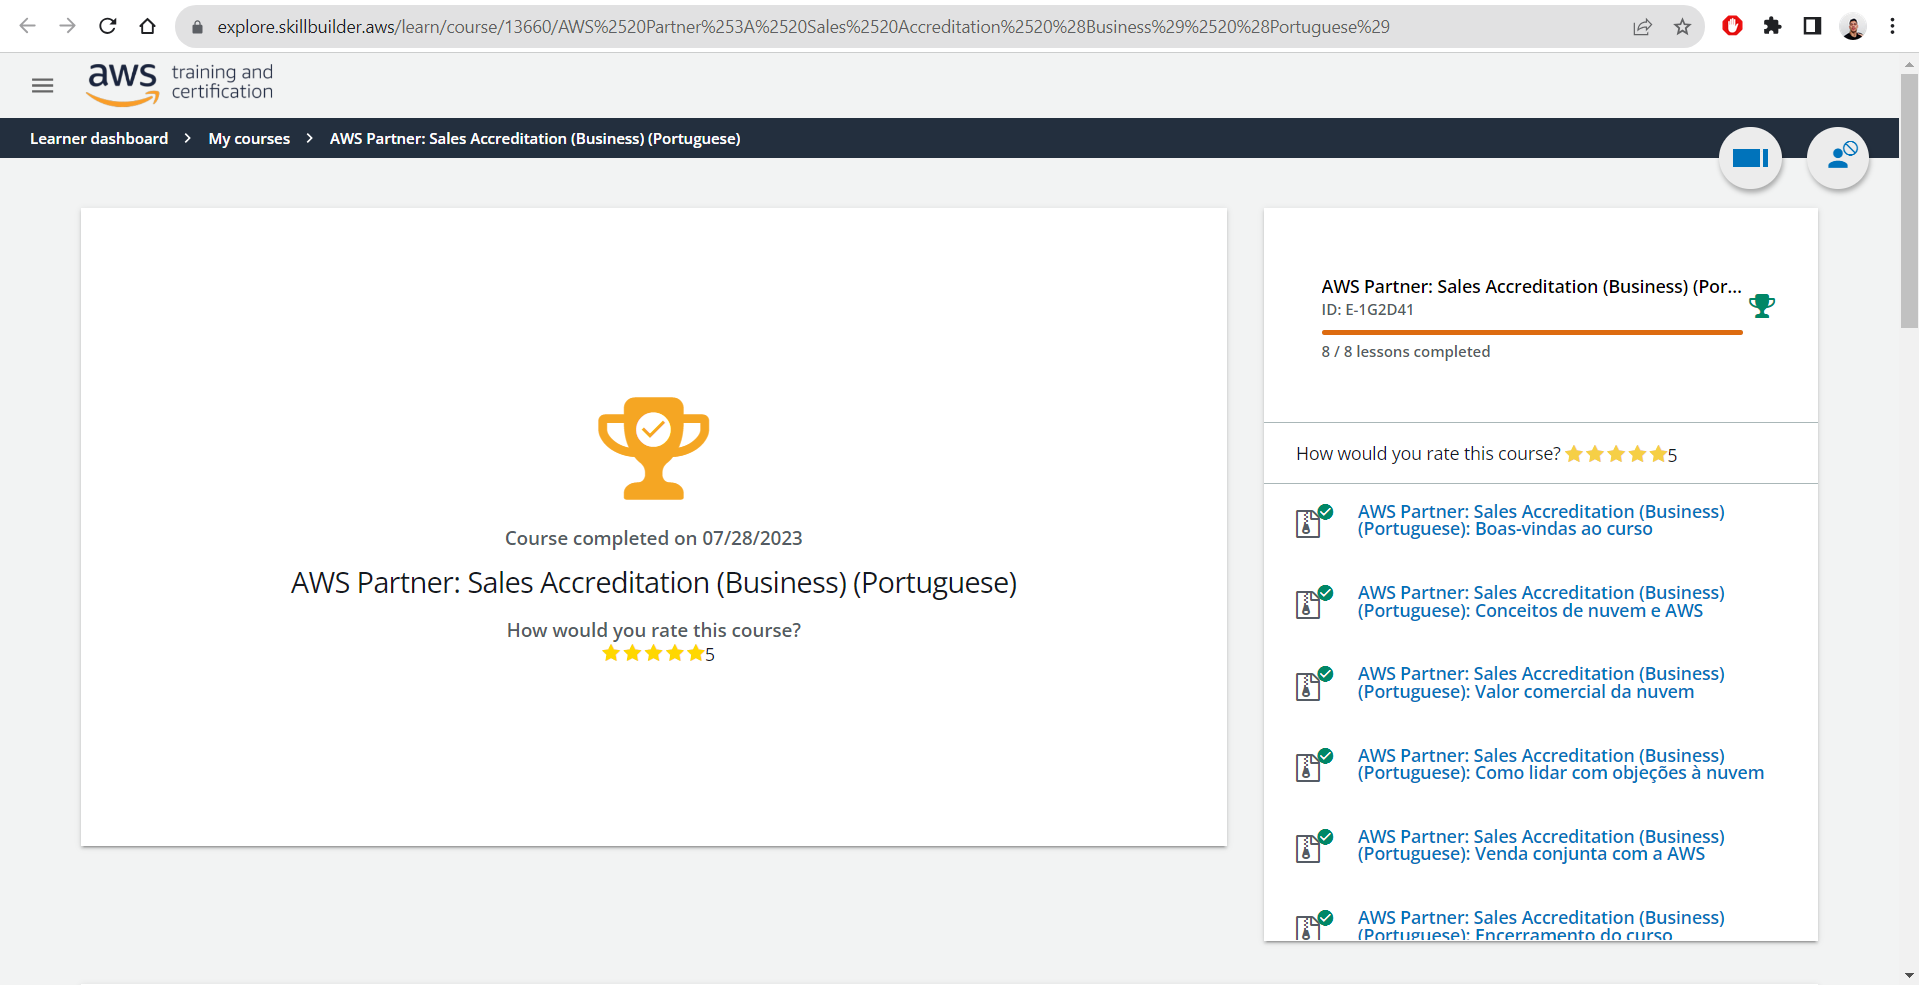 explore.skillbuilder.aws/learn/course/13660/AWS%2520Partner%253A%2520Sales%2520Accreditation%2520%28Business%29%2520%28Portuguese%29
aws training and
certification
Learner dashboard > My courses > AWS Partner: Sales Accreditation (Business) (Portuguese)
Course completed on 07/28/2023
AWS Partner: Sales Accreditation (Business) (Portuguese)
How would you rate this course?
5
AWS Partner: Sales Accreditation (Business) (Por...
ID: E-1G2D41
8 / 8 lessons completed
How would you rate this course? 5
AWS Partner: Sales Accreditation (Business)
(Portuguese): Boas-vindas ao curso
AWS Partner: Sales Accreditation (Business)
(Portuguese): Conceitos de nuvem e AWS
AWS Partner: Sales Accreditation (Business)
(Portuguese): Valor comercial da nuvem
AWS Partner: Sales Accreditation (Business)
(Portuguese): Como lidar com objeções à nuvem
AWS Partner: Sales Accreditation (Business)
(Portuguese): Venda conjunta com a AWS
AWS Partner: Sales Accreditation (Business)
(Portuguese): Encerramento do curso